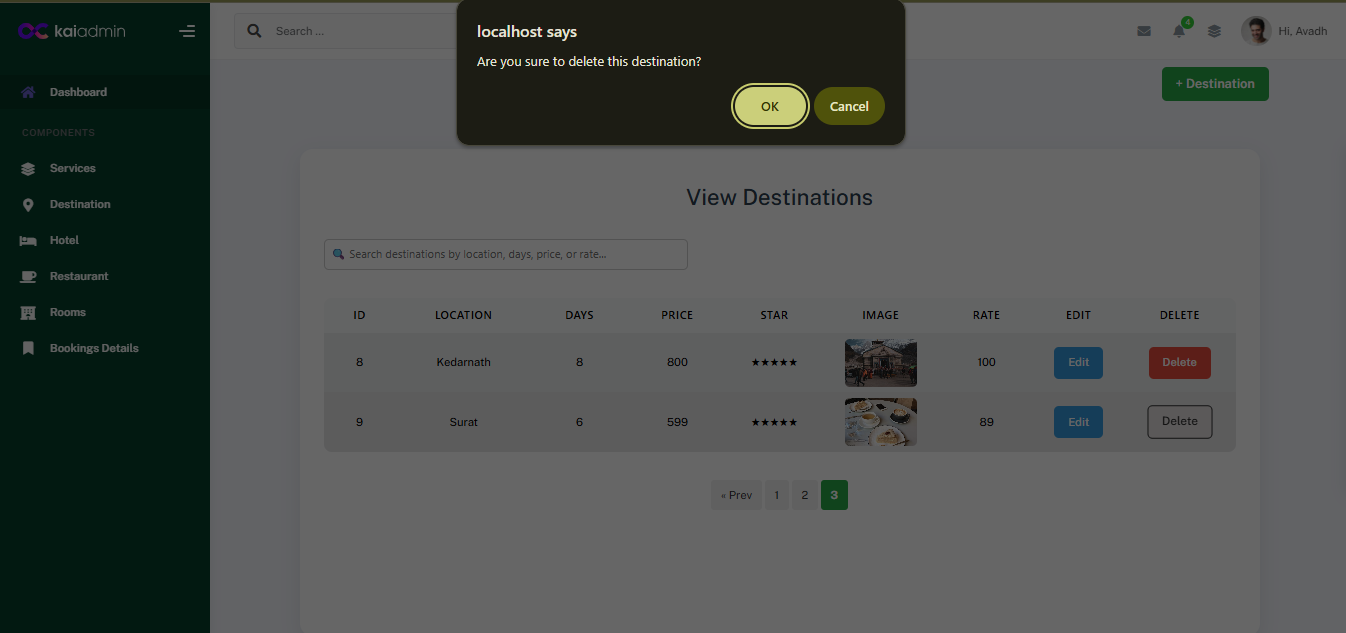 localhost says
Are you sure to delete this destination?
OK
Cancel
kaiadmin
Search ...
4
Hi, Avadh
Dashboard
COMPONENTS
Services
Destination
Hotel
Restaurant
Rooms
Bookings Details
+ Destination
View Destinations
Search destinations by location, days, price, or rate...
ID LOCATION DAYS PRICE STAR IMAGE RATE EDIT DELETE
8 Kedarnath 8 800 ★★★★★ 100 Edit Delete
9 Surat 6 599 ★★★★★ 89 Edit Delete
« Prev 1 2 3